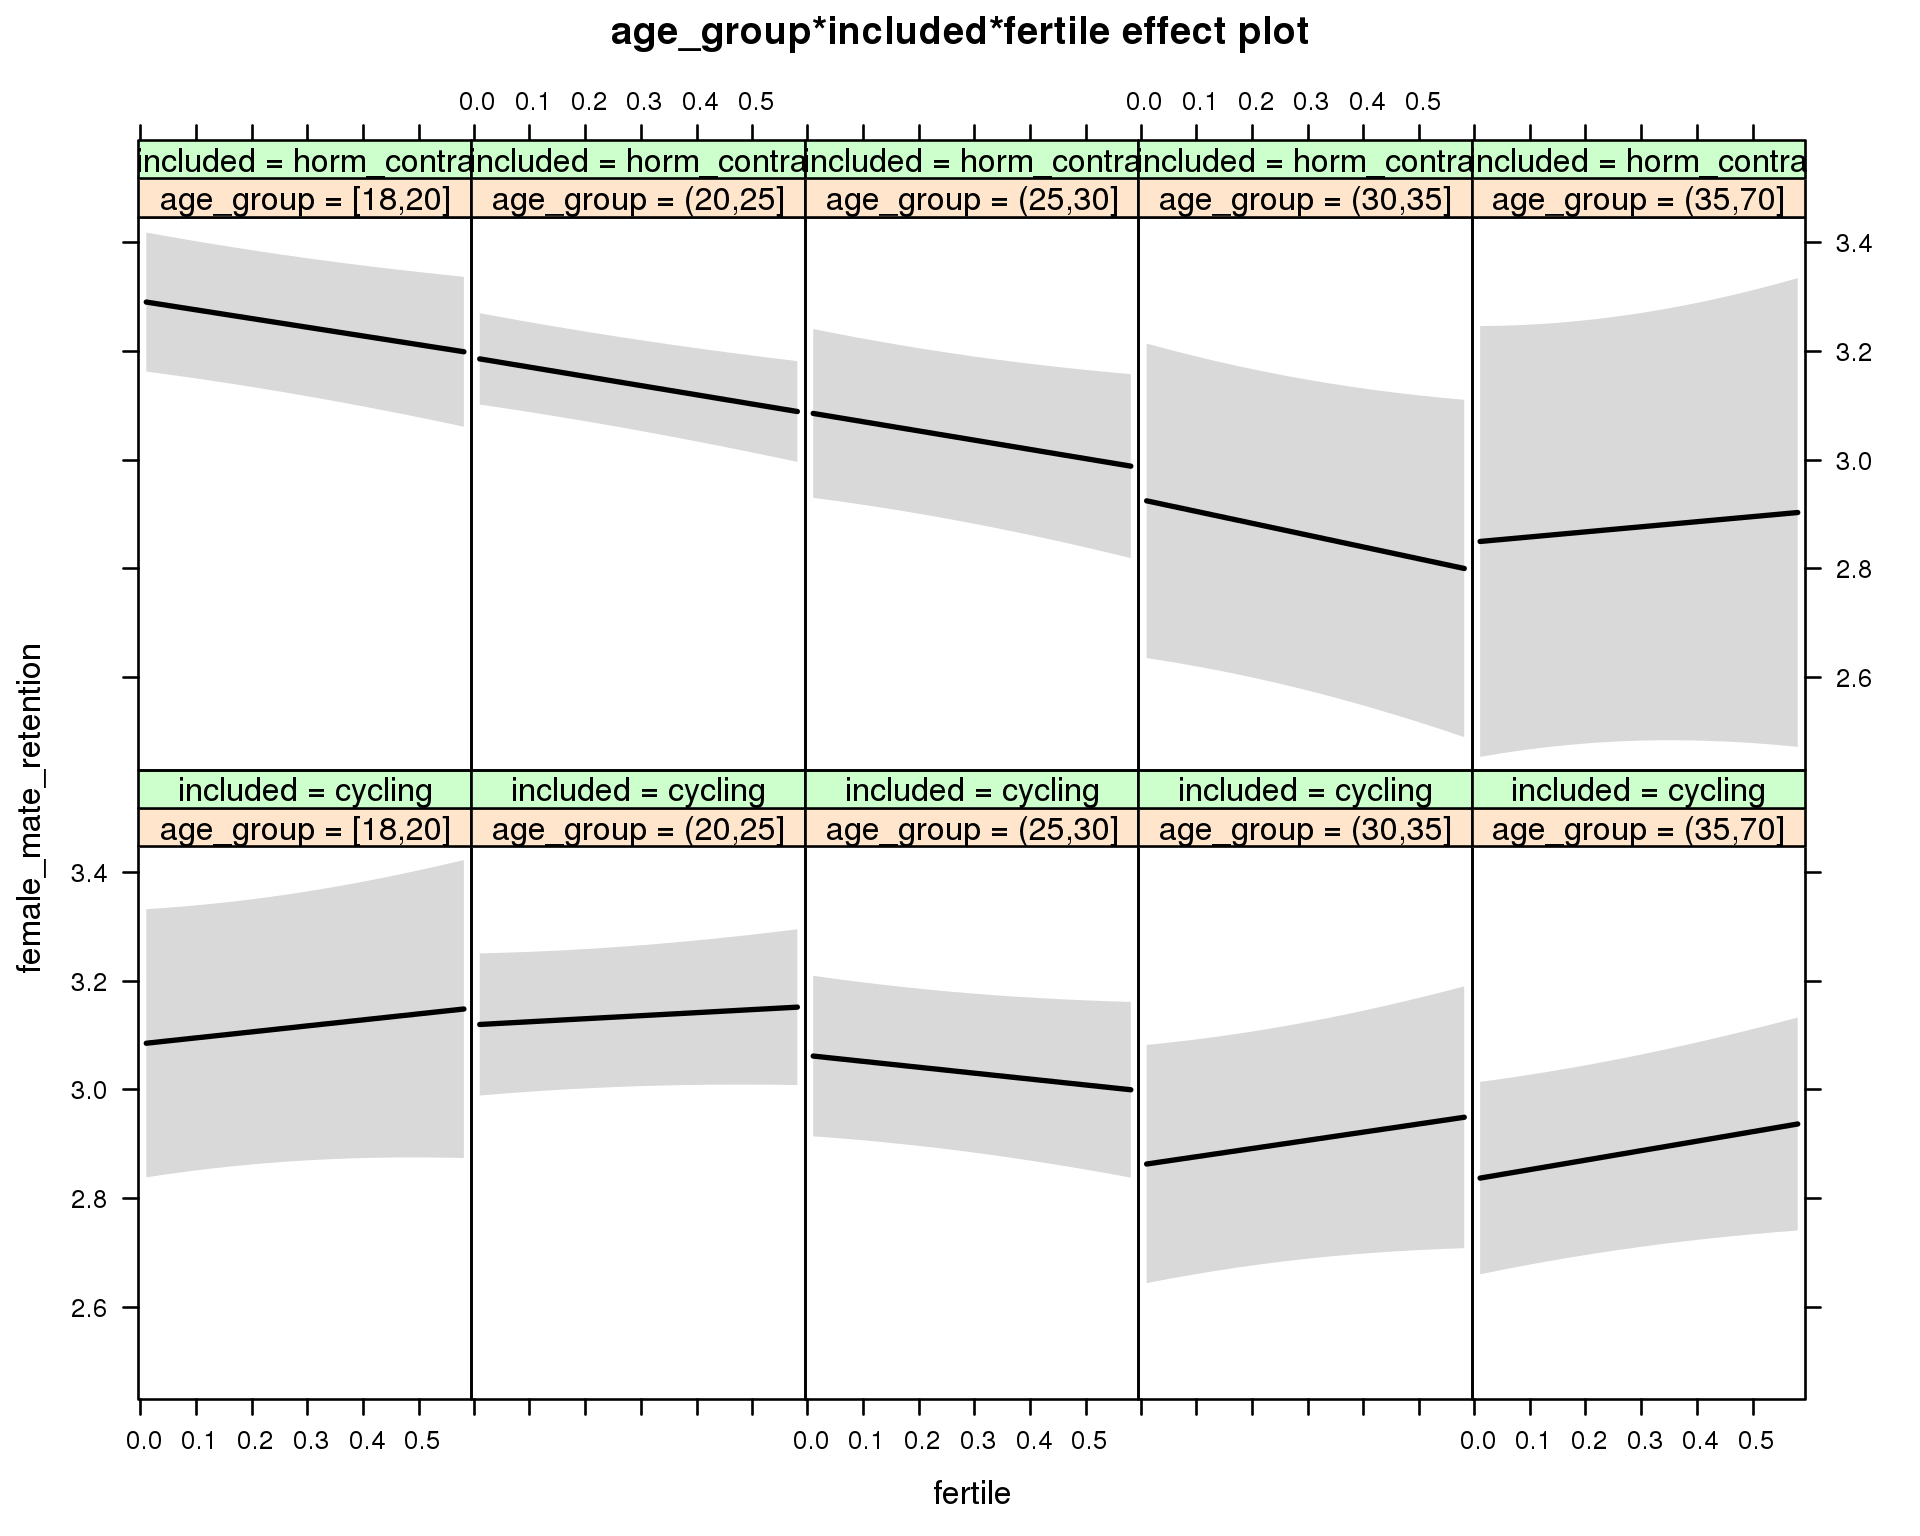 age_group*included*fertile effect plot
0.0 0.1 0.2 0.3 0.4 0.5 0.0 0.1 0.2 0.3 0.4 0.5
included = horm_contra included = horm_contra included = horm_contra included = horm_contra included = horm_contra
age_group = [18,20] age_group = (20,25] age_group = (25,30] age_group = (30,35] age_group = (35,70]
3.4
3.2
3.0
2.8
2.6
female_mate_retention
included = cycling included = cycling included = cycling included = cycling included = cycling
age_group = [18,20] age_group = (20,25] age_group = (25,30] age_group = (30,35] age_group = (35,70]
3.4
3.2
3.0
2.8
2.6
0.0 0.1 0.2 0.3 0.4 0.5 0.0 0.1 0.2 0.3 0.4 0.5 0.0 0.1 0.2 0.3 0.4 0.5
fertile